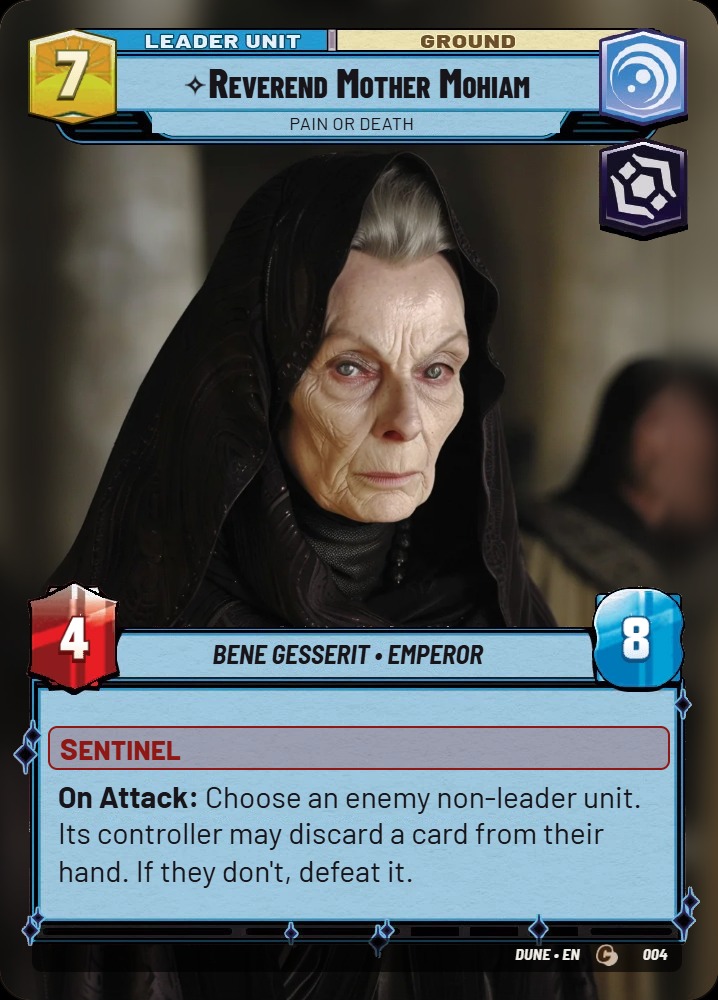 LEADER UNIT
GROUND
7
REVEREND MOTHER MOHIAM
PAIN OR DEATH
4
BENE GESSERIT • EMPEROR
8
SENTINEL
On Attack: Choose an enemy non-leader unit.
Its controller may discard a card from their
hand. If they don't, defeat it.
DUNE • EN C 004